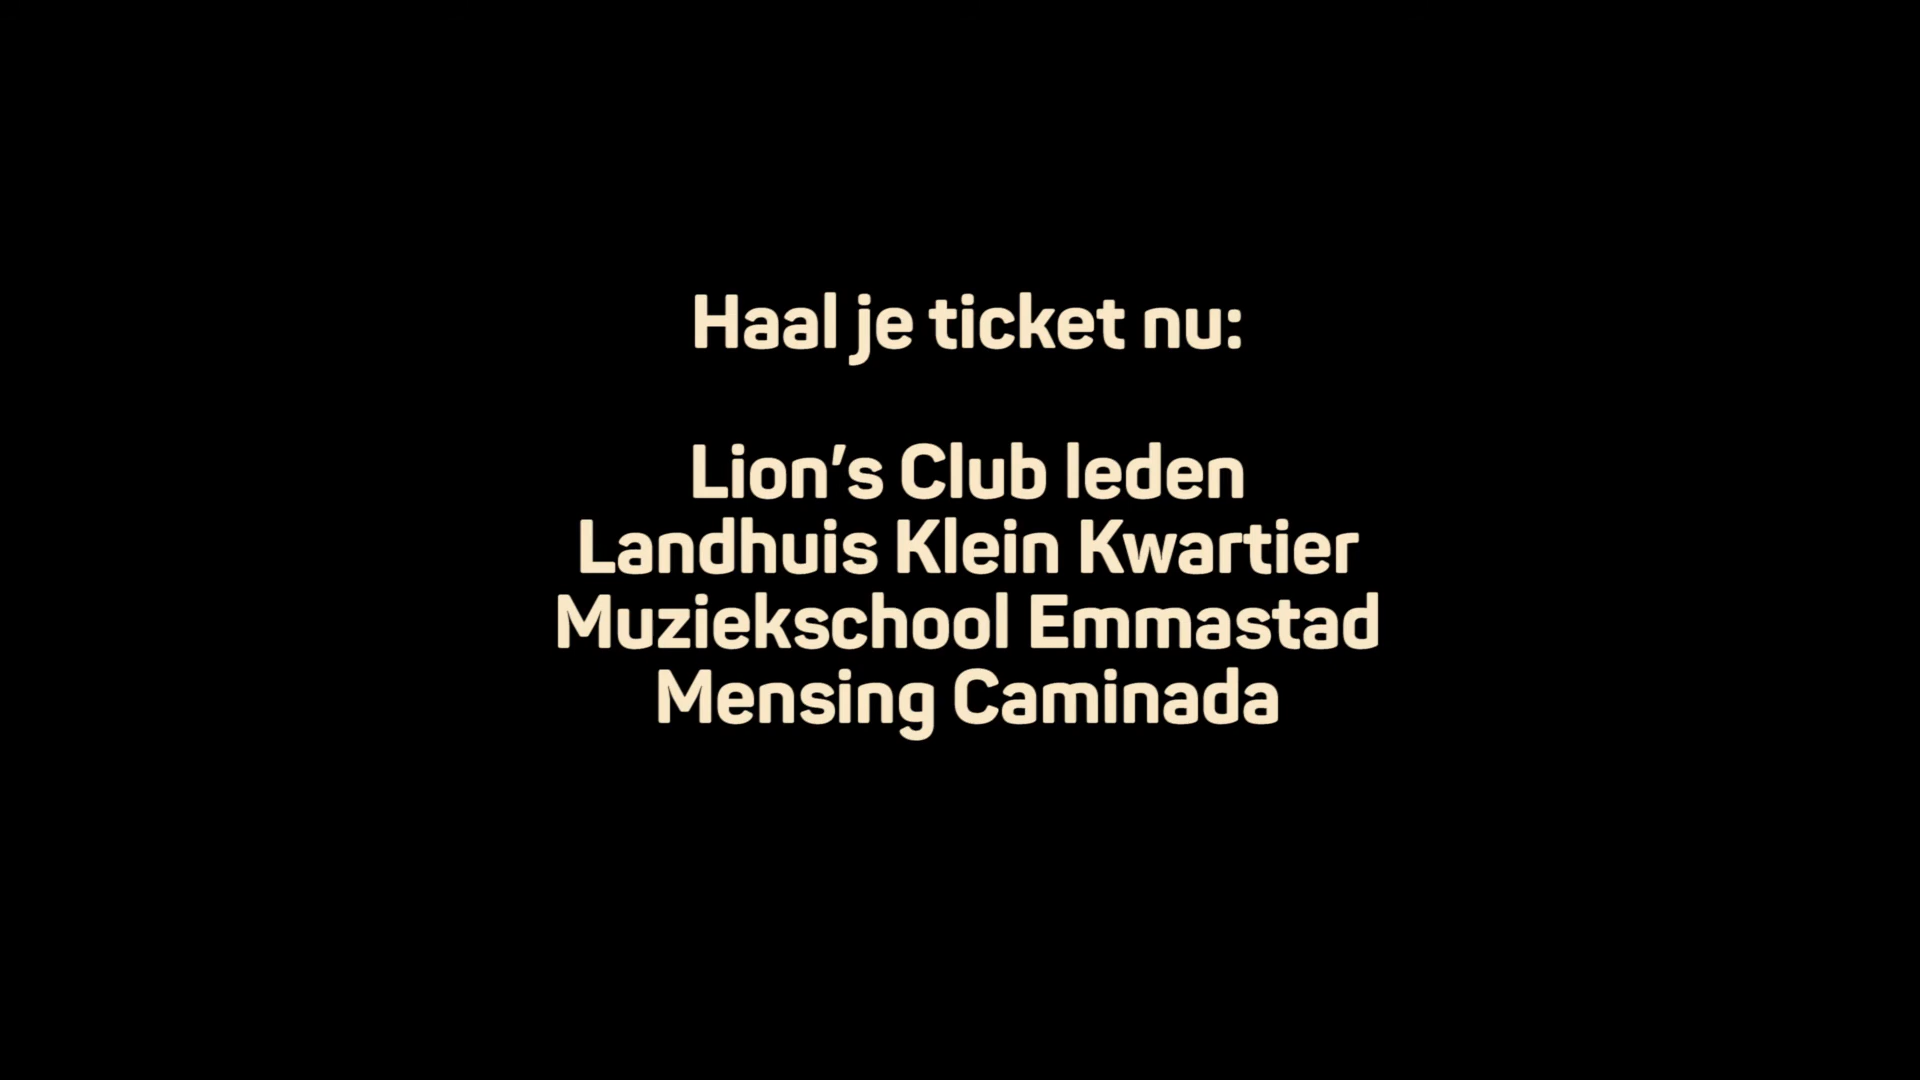 Haal je ticket nu:
Lion’s Club leden
Landhuis Klein Kwartier
Muziekschool Emmastad
Mensing Caminada